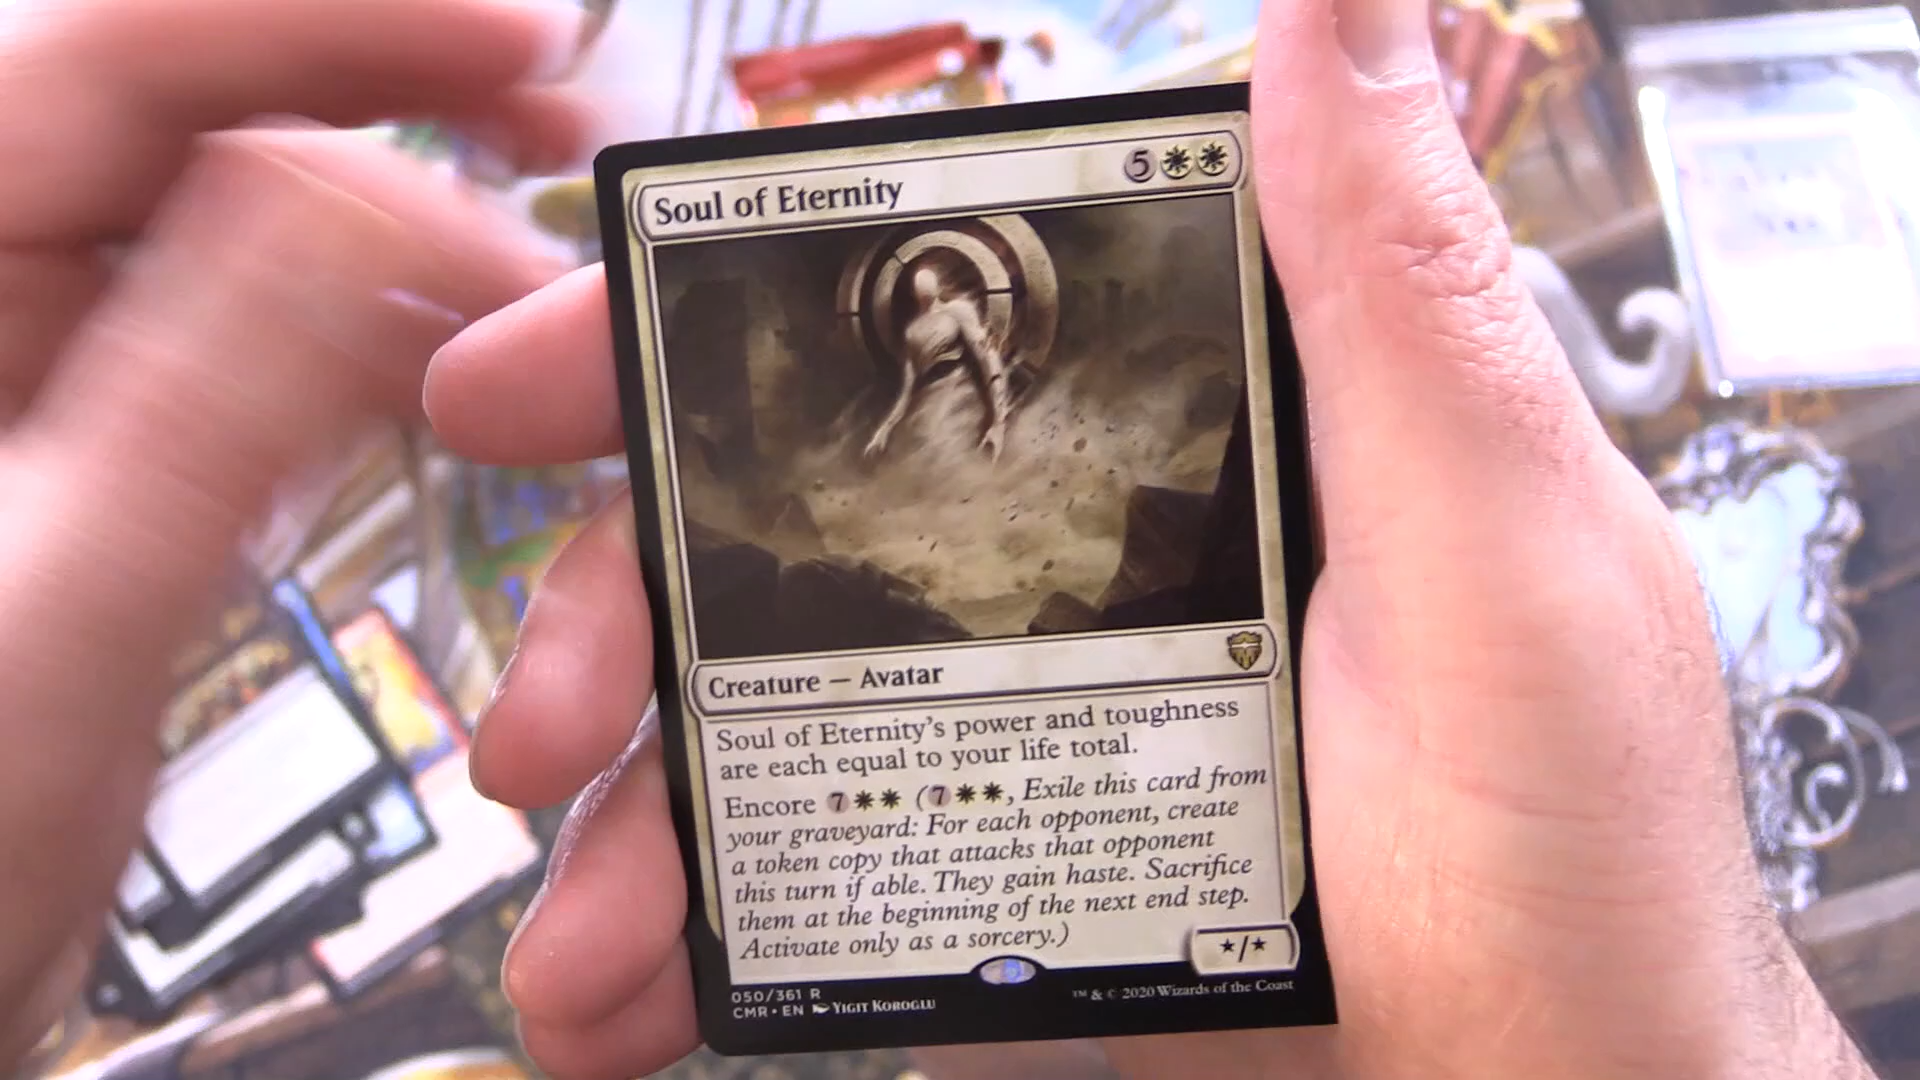 Soul of Eternity
5
Creature — Avatar
Soul of Eternity's power and toughness
are each equal to your life total.
Encore 7 (7, Exile this card from
your graveyard: For each opponent, create
a token copy that attacks that opponent
this turn if able. They gain haste. Sacrifice
them at the beginning of the next end step.
Activate only as a sorcery.)
★/★
050/361 R
CMR • EN YIGIT KOROGLU
™ & © 2020 Wizards of the Coast